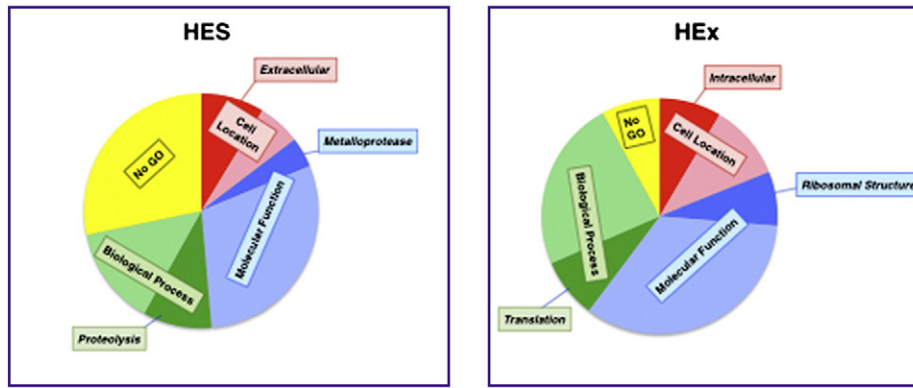 HES
Extracellular
Cell
Location
Metalloprotease
No GO
Molecular Function
Biological Process
Proteolysis
HEx
Intracellular
No
GO
Cell Location
Ribosomal Structure
Biological Process
Molecular Function
Translation